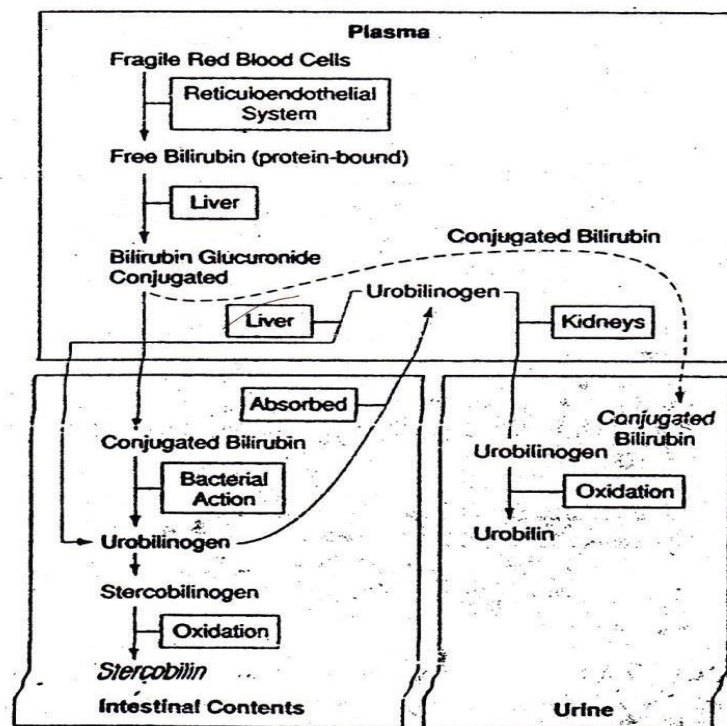 Plasma
Fragile Red Blood Cells
Reticuloendothelial
System
Free Bilirubin (protein-bound)
Liver
Bilirubin Glucuronide
Conjugated
Conjugated Bilirubin
Urobilinogen
Liver
Kidneys
Absorbed
Conjugated Bilirubin
Bacterial
Action
Urobilinogen
Stercobilinogen
Oxidation
Stercobilin
Intestinal Contents
Conjugated
Bilirubin
Urobilinogen
Oxidation
Urobilin
Urine